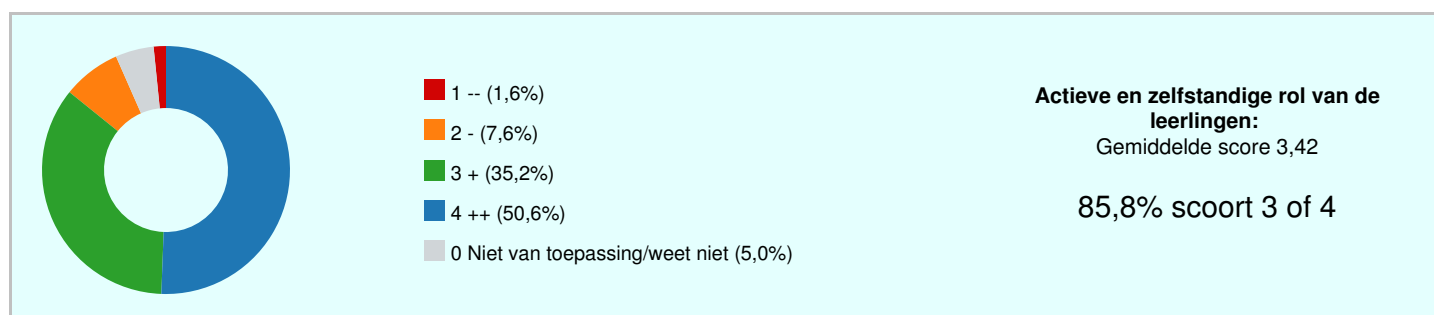 1 -- (1,6%)
2 - (7,6%)
3 + (35,2%)
4 ++ (50,6%)
0 Niet van toepassing/weet niet (5,0%)
Actieve en zelfstandige rol van de
leerlingen:
Gemiddelde score 3,42
85,8% scoort 3 of 4